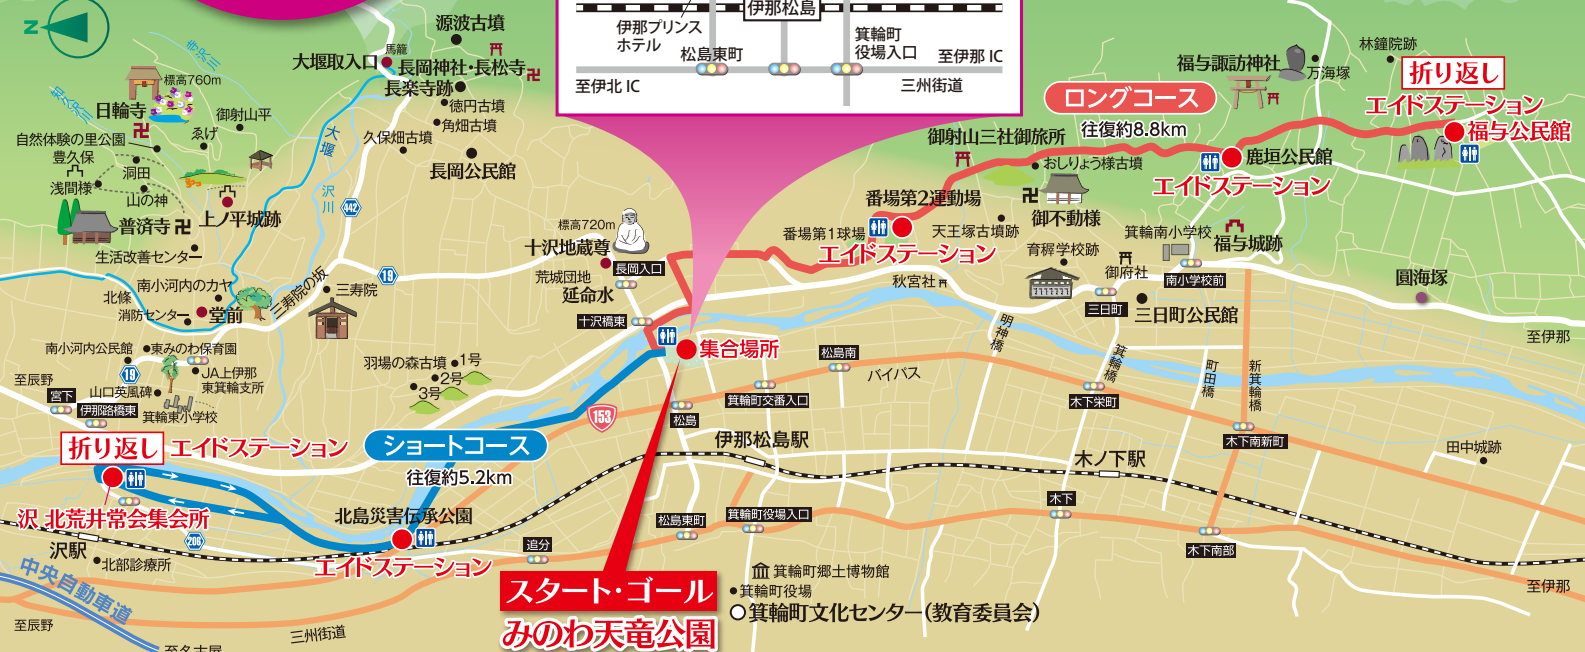 N
寺沢川
知久沢川
標高760m
日輪寺
御射山平
ゑげ
自然体験の里公園
豊久保
洞田
浅間様
山の神
普済寺
上ノ平城跡
生活改善センター
大堰
沢川
442
大堰取入口
馬籠
源波古墳
長岡神社・長松寺
長楽寺跡
徳円古墳
角畑古墳
久保畑古墳
長岡公民館
伊那プリンス
ホテル
伊那松島
松島東町
箕輪町
役場入口
至伊那 IC
至伊北 IC
三州街道
ロングコース
往復約8.8km
福与諏訪神社
万海塚
林鐘院跡
折り返し
エイドステーション
福与公民館
鹿垣公民館
エイドステーション
御射山三社御旅所
おしりょう様古墳
番場第2運動場
番場第1球場
天王塚古墳跡
エイドステーション
御不動様
箕輪南小学校
福与城跡
育穉学校跡
御府社
南小学校前
三日町
三日町公民館
圓海塚
秋宮社
至伊那
標高720m
十沢地蔵尊
長岡入口
荒城団地
延命水
十沢橋東
集合場所
19
三寿院の坂
三寿院
南小河内のカヤ
北條
消防センター
堂前
南小河内公民館
東みのわ保育園
19
JA上伊那
東箕輪支所
至辰野
山口英風碑
宮下
伊那路橋東
箕輪東小学校
羽場の森古墳
1号
2号
3号
明神橋
箕輪橋
町田橋
新箕輪橋
松島南
バイパス
箕輪町交番入口
松島
153
木下栄町
木下南新町
田中城跡
折り返し
エイドステーション
ショートコース
往復約5.2km
伊那松島駅
木ノ下駅
沢 北荒井常会集会所
北島災害伝承公園
エイドステーション
206
沢駅
北部診療所
追分
松島東町
箕輪町役場入口
木下
木下南部
中央自動車道
至辰野
三州街道
至名古屋
スタート・ゴール
みのわ天竜公園
箕輪町郷土博物館
箕輪町役場
箕輪町文化センター(教育委員会)
至伊那